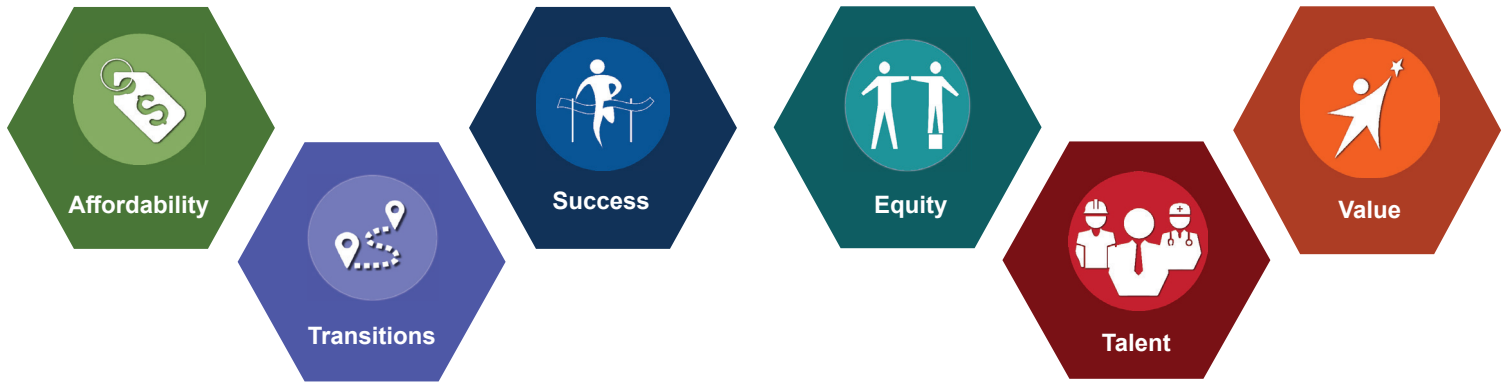 Affordability
Transitions
Success
Equity
Talent
Value